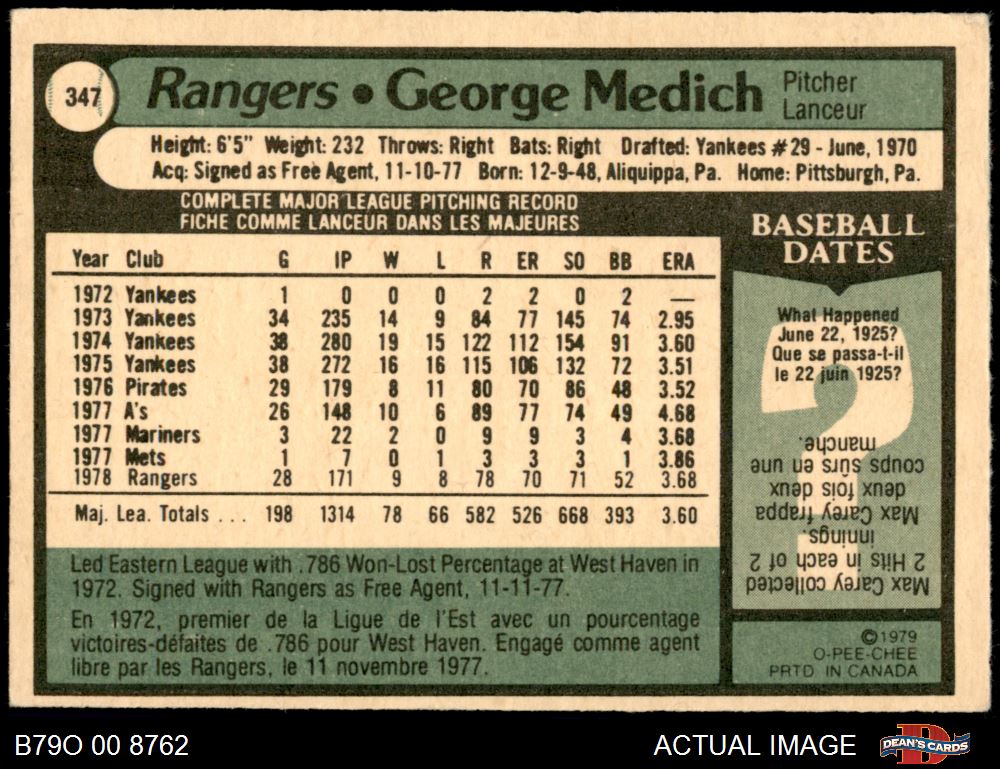 347
Rangers • George Medich Pitcher
Lanceur
Height: 6'5" Weight: 232 Throws: Right Bats: Right Drafted: Yankees #29 - June, 1970
Acq: Signed as Free Agent, 11-10-77 Born: 12-9-48, Aliquippa, Pa. Home: Pittsburgh, Pa.
COMPLETE MAJOR LEAGUE PITCHING RECORD
FICHE COMME LANCEUR DANS LES MAJEURES
Year Club G IP W L R ER SO BB ERA
1972 Yankees 1 0 0 0 2 2 0 2 —
1973 Yankees 34 235 14 9 84 77 145 74 2.95
1974 Yankees 38 280 19 15 122 112 154 91 3.60
1975 Yankees 38 272 16 16 115 106 132 72 3.51
1976 Pirates 29 179 8 11 80 70 86 48 3.52
1977 A's 26 148 10 6 89 77 74 49 4.68
1977 Mariners 3 22 2 0 9 9 3 4 3.68
1977 Mets 1 7 0 1 3 3 3 1 3.86
1978 Rangers 28 171 9 8 78 70 71 52 3.68
Maj. Lea. Totals ... 198 1314 78 66 582 526 668 393 3.60
Led Eastern League with .786 Won-Lost Percentage at West Haven in
1972. Signed with Rangers as Free Agent, 11-11-77.
En 1972, premier de la Ligue de l'Est avec un pourcentage
victoires-défaites de .786 pour West Haven. Engagé comme agent
libre par les Rangers, le 11 novembre 1977.
BASEBALL
DATES
What Happened
June 22, 1925?
Que se passa-t-il
le 22 juin 1925?
Max Carey collected
2 Hits in each of 2
innings.
Max Carey frappa
deux fois deux
coups sûrs en une
manche.
©1979
O-PEE-CHEE
PRTD IN CANADA
B79O 00 8762
ACTUAL IMAGE
DEAN'S CARDS